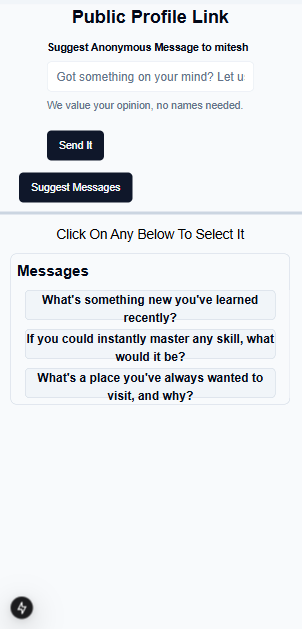 Public Profile Link
Suggest Anonymous Message to mitesh
Got something on your mind? Let u
We value your opinion, no names needed.
Send It
Suggest Messages
Click On Any Below To Select It
Messages
What's something new you've learned
recently?
If you could instantly master any skill, what
would it be?
What's a place you've always wanted to
visit, and why?